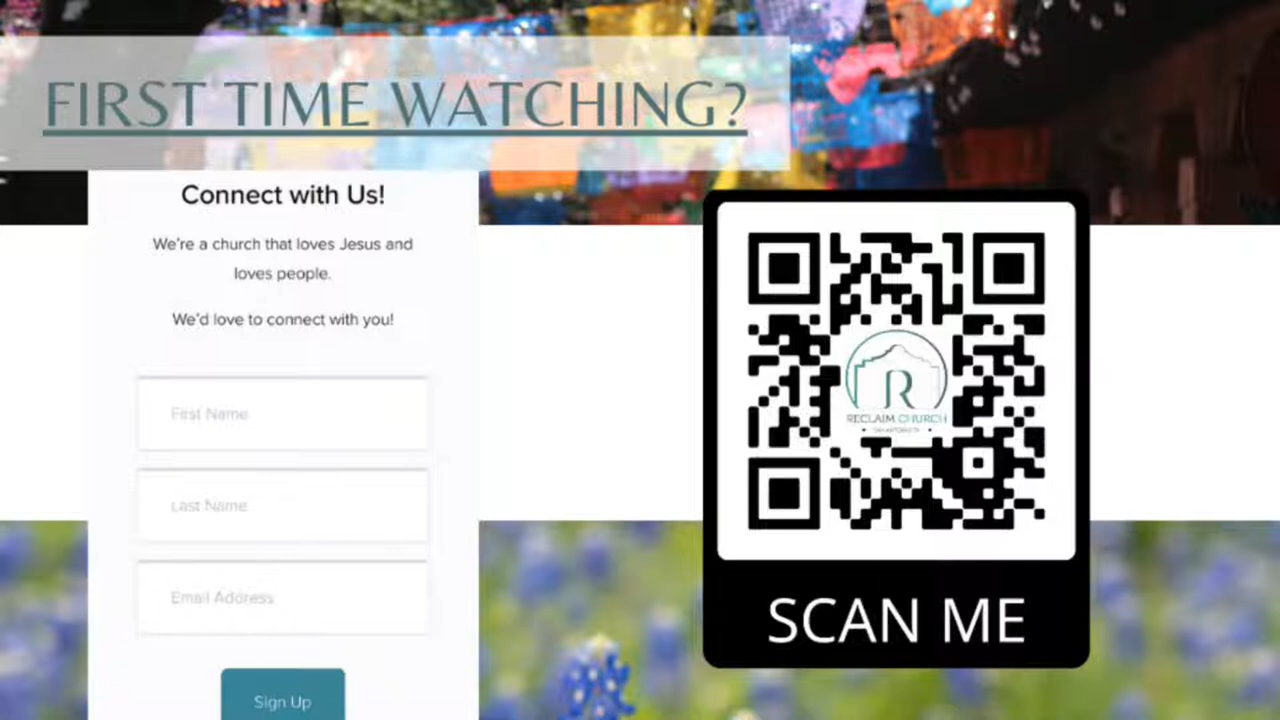 FIRST TIME WATCHING?
Connect with Us!
We're a church that loves Jesus and
loves people.
We'd love to connect with you!
First Name
Last Name
Email Address
Sign Up
RECLAIM CHURCH
SCAN ME